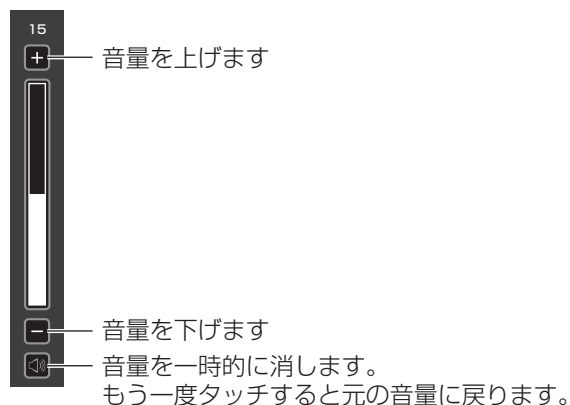 15
+
音量を上げます
−
音量を下げます
音量を一時的に消します。
もう一度タッチすると元の音量に戻ります。